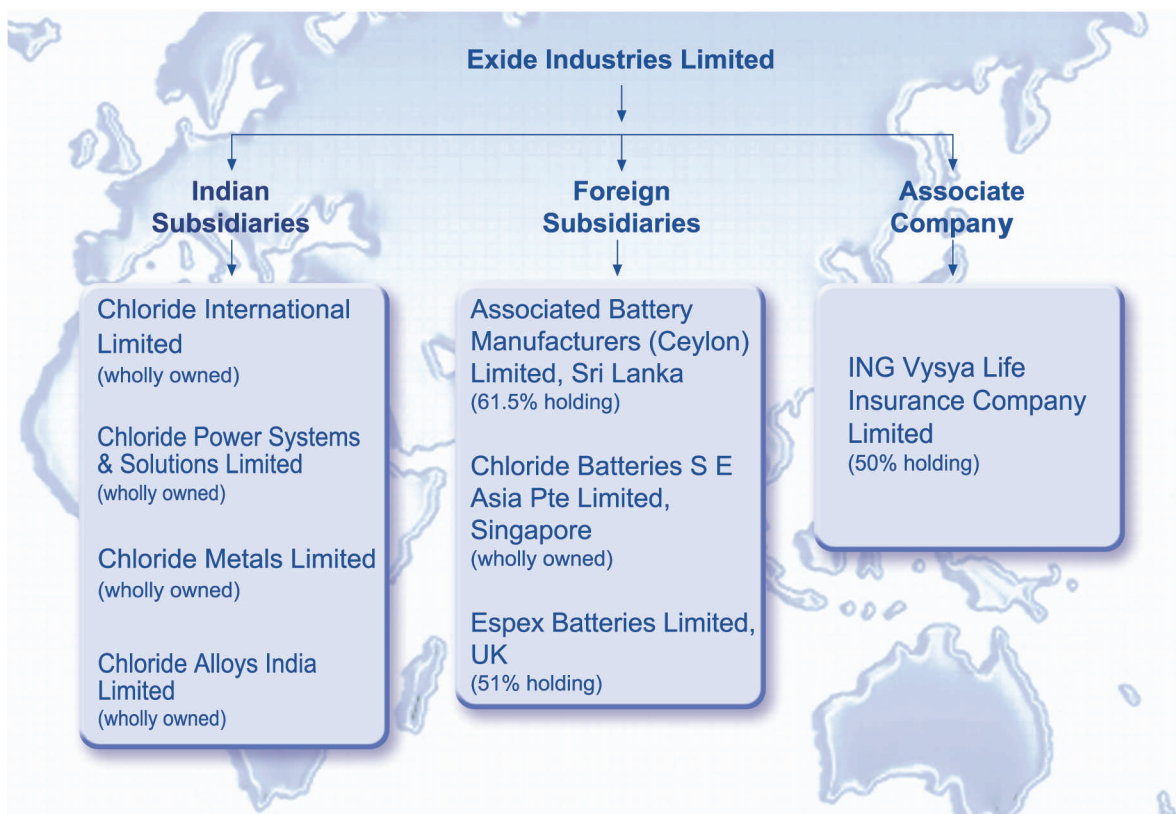 Exide Industries Limited
Indian
Subsidiaries
Foreign
Subsidiaries
Associate
Company
Chloride International
Limited
(wholly owned)
Chloride Power Systems
& Solutions Limited
(wholly owned)
Chloride Metals Limited
(wholly owned)
Chloride Alloys India
Limited
(wholly owned)
Associated Battery
Manufacturers (Ceylon)
Limited, Sri Lanka
(61.5% holding)
Chloride Batteries S E
Asia Pte Limited,
Singapore
(wholly owned)
Espex Batteries Limited,
UK
(51% holding)
ING Vysya Life
Insurance Company
Limited
(50% holding)